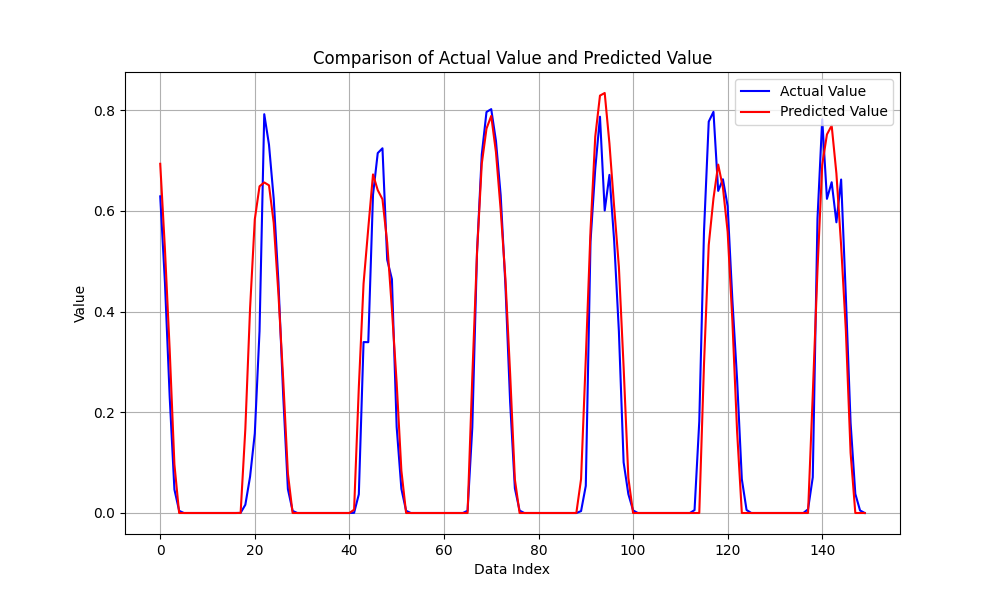 Comparison of Actual Value and Predicted Value
Actual Value
Predicted Value
0.8
0.6
0.4
0.2
0.0
Value
0 20 40 60 80 100 120 140
Data Index